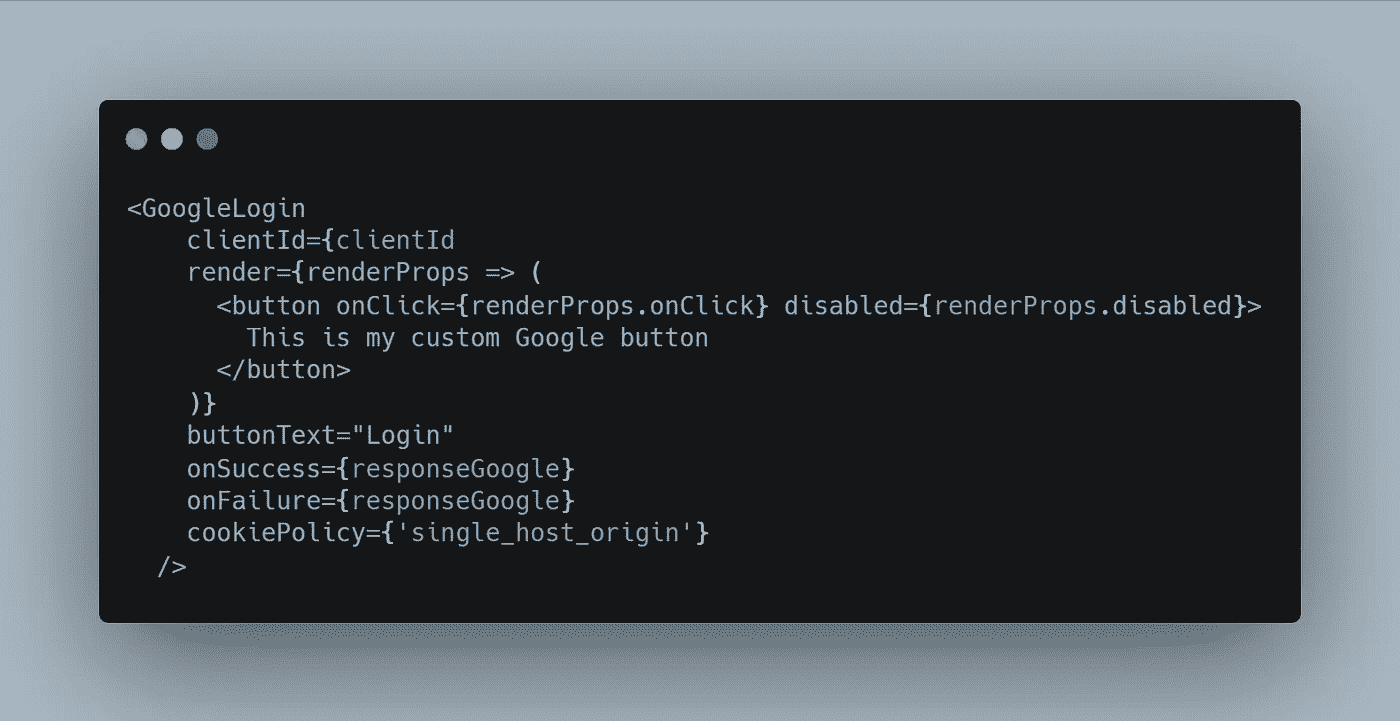 <GoogleLogin
    clientId={clientId
    render={renderProps => (
      <button onClick={renderProps.onClick} disabled={renderProps.disabled}>
        This is my custom Google button
      </button>
    )}
    buttonText="Login"
    onSuccess={responseGoogle}
    onFailure={responseGoogle}
    cookiePolicy={'single_host_origin'}
  />